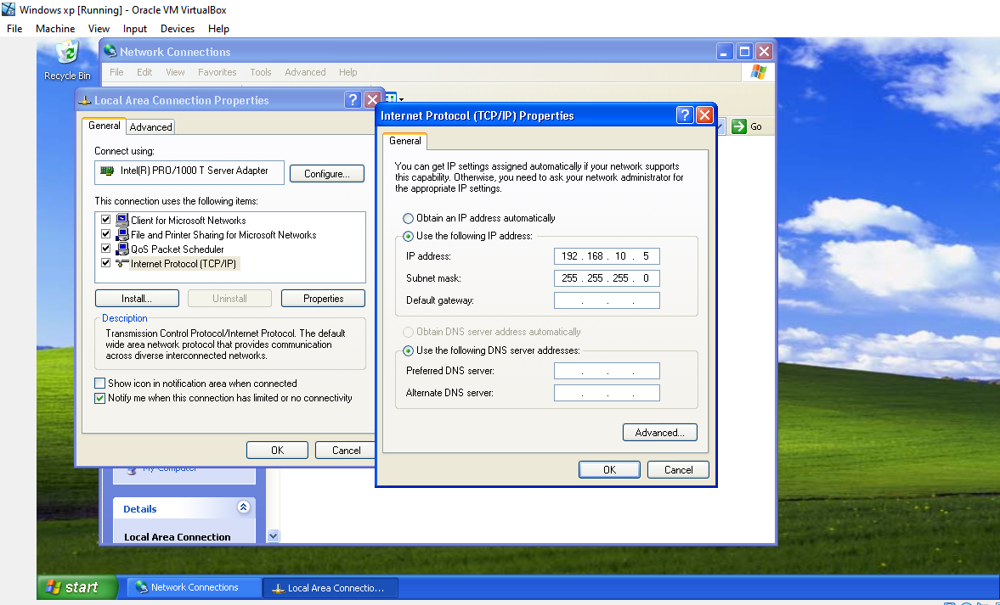 Windows xp [Running] - Oracle VM VirtualBox
File Machine View Input Devices Help
Recycle Bin
Network Connections
File Edit View Favorites Tools Advanced Help
Go
Local Area Connection Properties
General Advanced
Connect using:
Intel(R) PRO/1000 T Server Adapter
Configure...
This connection uses the following items:
Client for Microsoft Networks
File and Printer Sharing for Microsoft Networks
QoS Packet Scheduler
Internet Protocol (TCP/IP)
Install... Uninstall Properties
Description
Transmission Control Protocol/Internet Protocol. The default
wide area network protocol that provides communication
across diverse interconnected networks.
Show icon in notification area when connected
Notify me when this connection has limited or no connectivity
OK Cancel
Internet Protocol (TCP/IP) Properties
General
You can get IP settings assigned automatically if your network supports
this capability. Otherwise, you need to ask your network administrator for
the appropriate IP settings.
Obtain an IP address automatically
Use the following IP address:
IP address: 192 . 168 . 10 . 5
Subnet mask: 255 . 255 . 255 . 0
Default gateway: . . .
Obtain DNS server address automatically
Use the following DNS server addresses:
Preferred DNS server: . . .
Alternate DNS server: . . .
Advanced...
OK Cancel
My Computer
Details
Local Area Connection
start Network Connections Local Area Connectio...